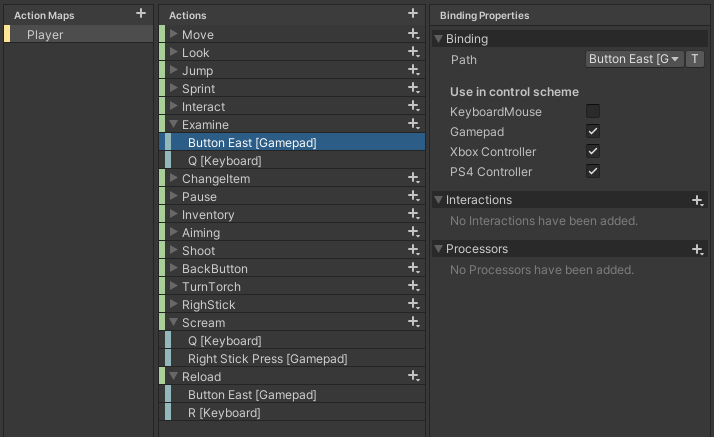 Action Maps +
Player
Actions +
Move
Look
Jump
Sprint
Interact
Examine
Button East [Gamepad]
Q [Keyboard]
ChangeItem
Pause
Inventory
Aiming
Shoot
BackButton
TurnTorch
RighStick
Scream
Q [Keyboard]
Right Stick Press [Gamepad]
Reload
Button East [Gamepad]
R [Keyboard]
Binding Properties
Binding
Path Button East [G T
Use in control scheme
KeyboardMouse
Gamepad
Xbox Controller
PS4 Controller
Interactions
No Interactions have been added.
Processors
No Processors have been added.